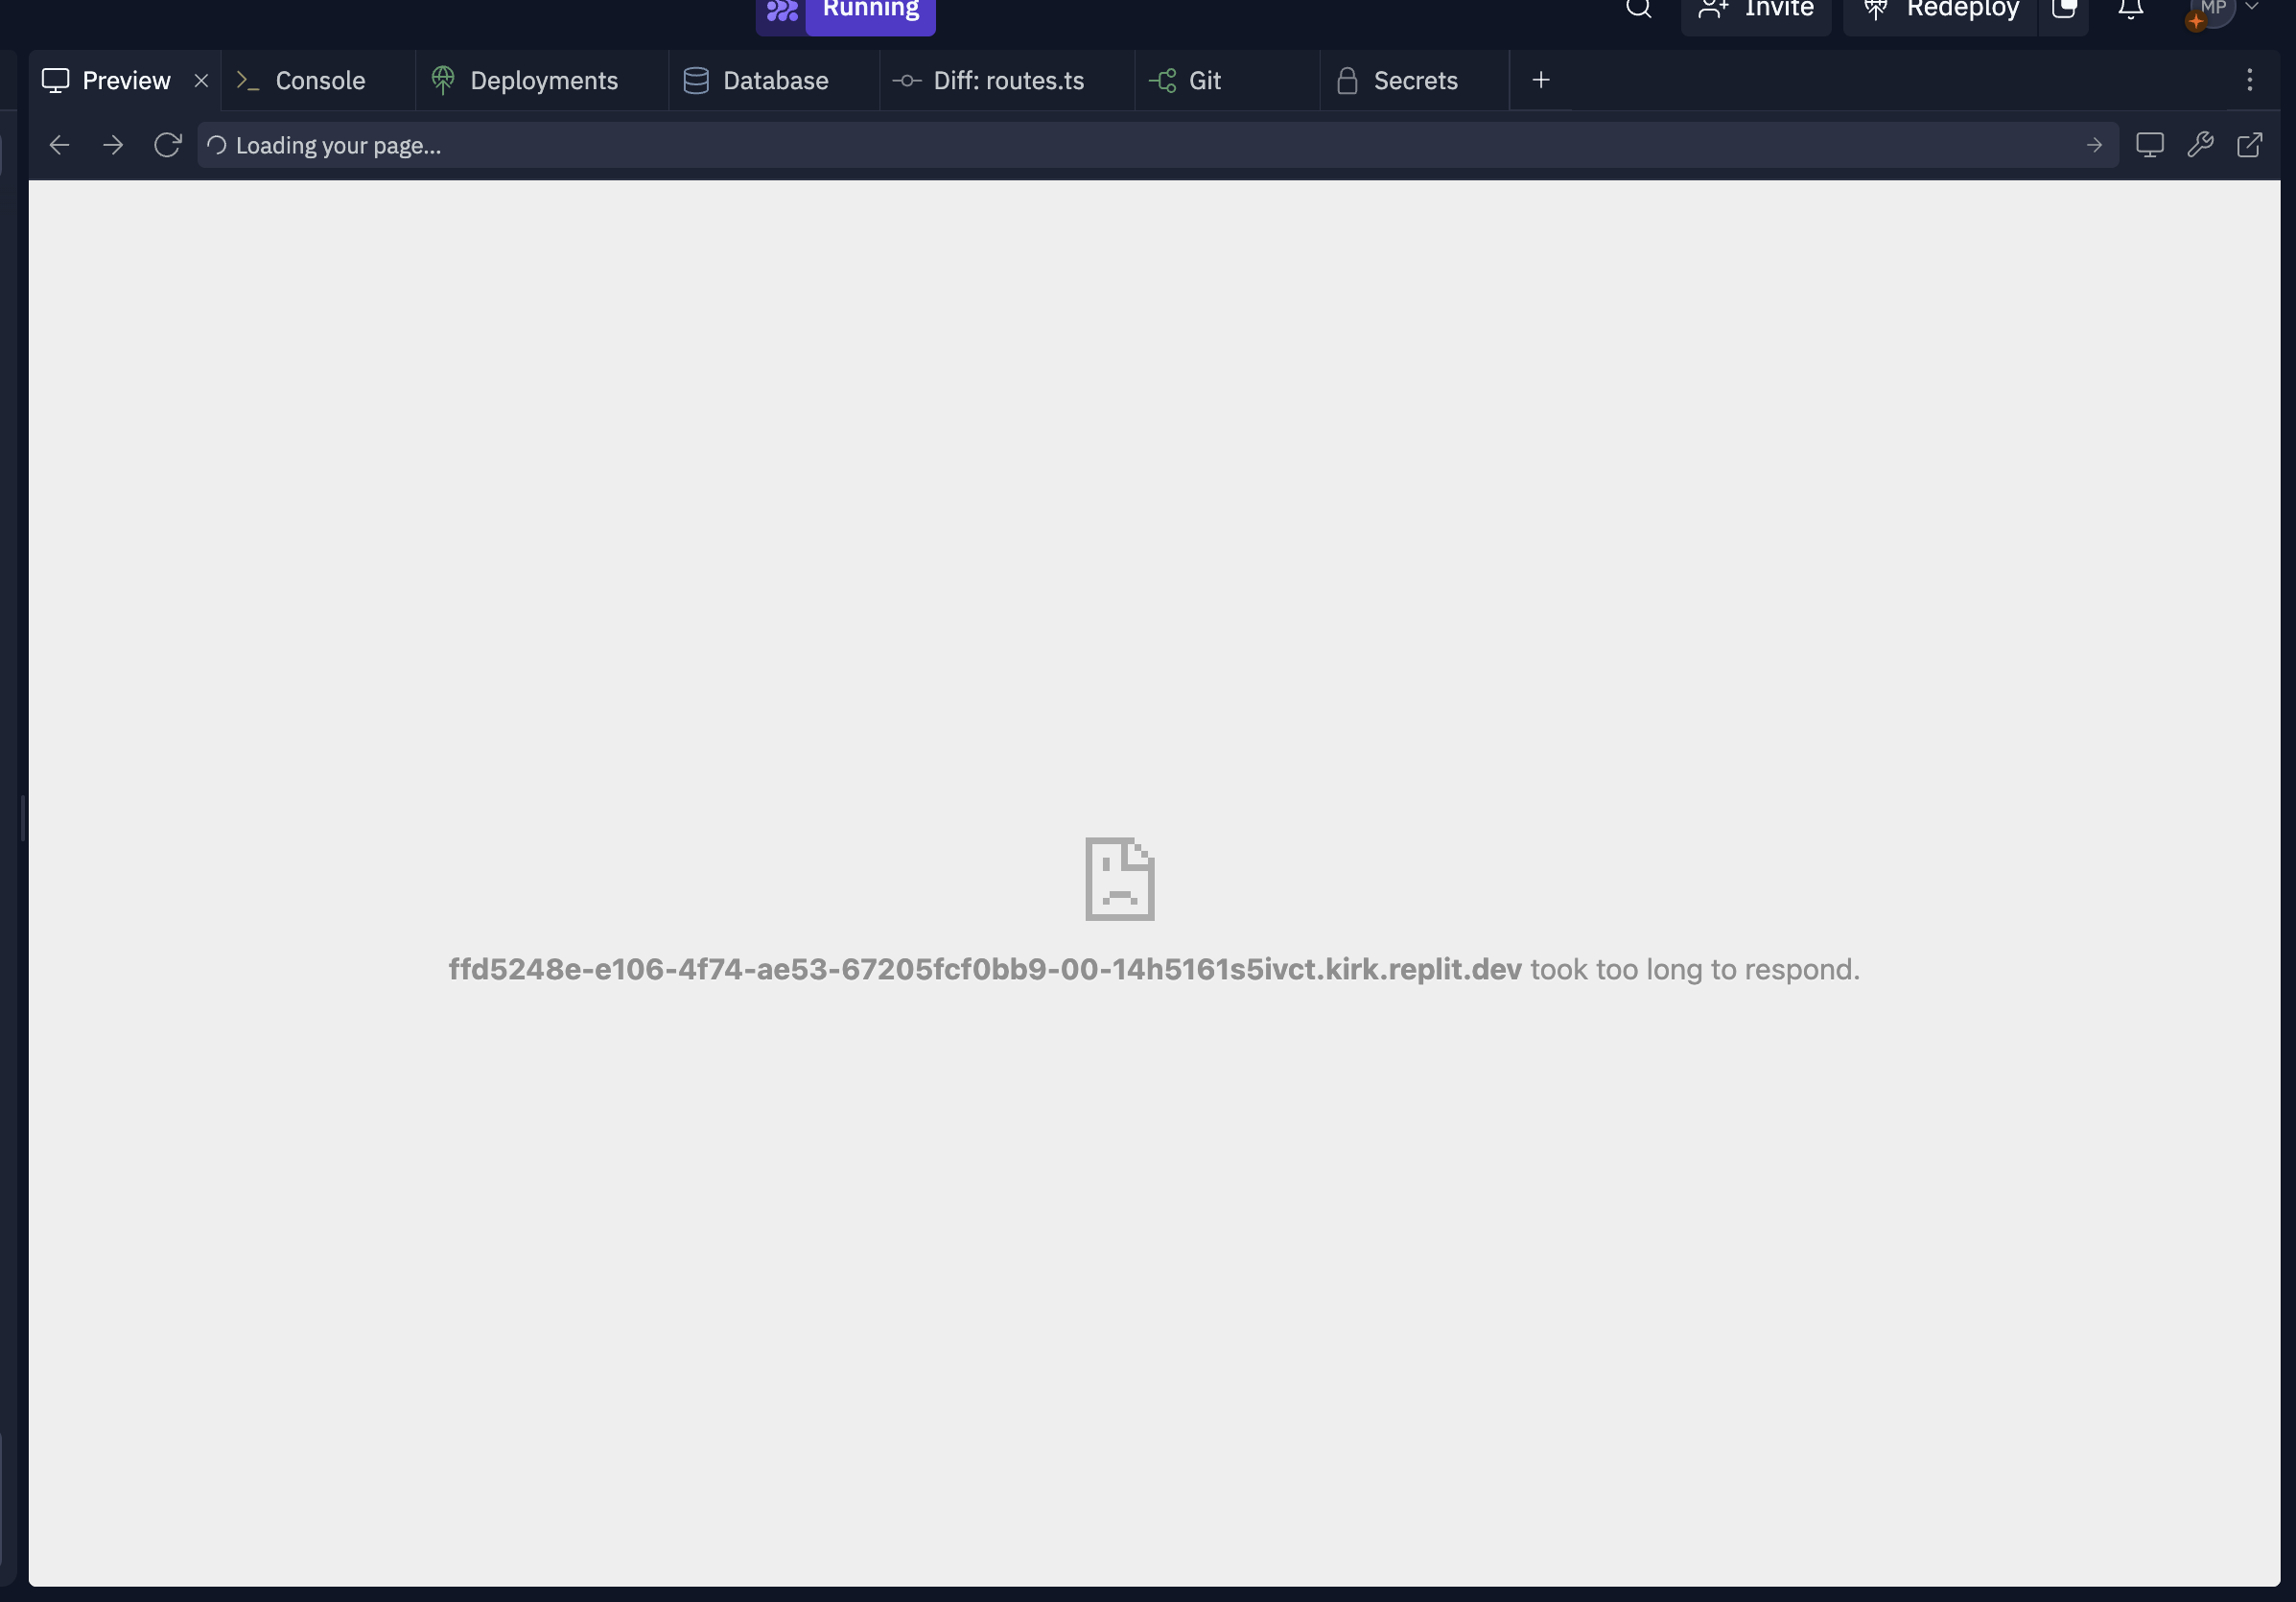 Running
Invite
Redeploy
MP
Preview
Console
Deployments
Database
Diff: routes.ts
Git
Secrets
Loading your page...
ffd5248e-e106-4f74-ae53-67205fcf0bb9-00-14h5161s5ivct.kirk.replit.dev took too long to respond.